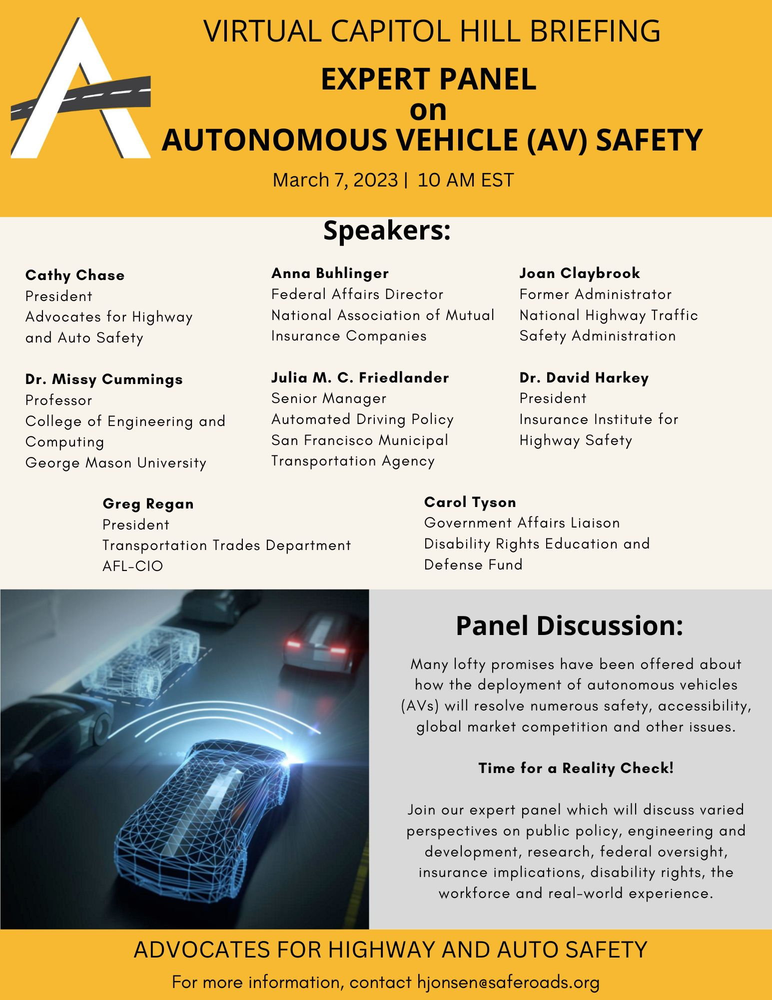 VIRTUAL CAPITOL HILL BRIEFING
EXPERT PANEL
on
AUTONOMOUS VEHICLE (AV) SAFETY
March 7, 2023 | 10 AM EST
Speakers:
Cathy Chase
President
Advocates for Highway
and Auto Safety
Anna Buhlinger
Federal Affairs Director
National Association of Mutual
Insurance Companies
Joan Claybrook
Former Administrator
National Highway Traffic
Safety Administration
Dr. Missy Cummings
Professor
College of Engineering and
Computing
George Mason University
Julia M. C. Friedlander
Senior Manager
Automated Driving Policy
San Francisco Municipal
Transportation Agency
Dr. David Harkey
President
Insurance Institute for
Highway Safety
Greg Regan
President
Transportation Trades Department
AFL-CIO
Carol Tyson
Government Affairs Liaison
Disability Rights Education and
Defense Fund
Panel Discussion:
Many lofty promises have been offered about
how the deployment of autonomous vehicles
(AVs) will resolve numerous safety, accessibility,
global market competition and other issues.
Time for a Reality Check!
Join our expert panel which will discuss varied
perspectives on public policy, engineering and
development, research, federal oversight,
insurance implications, disability rights, the
workforce and real-world experience.
ADVOCATES FOR HIGHWAY AND AUTO SAFETY
For more information, contact hjonsen@saferoads.org